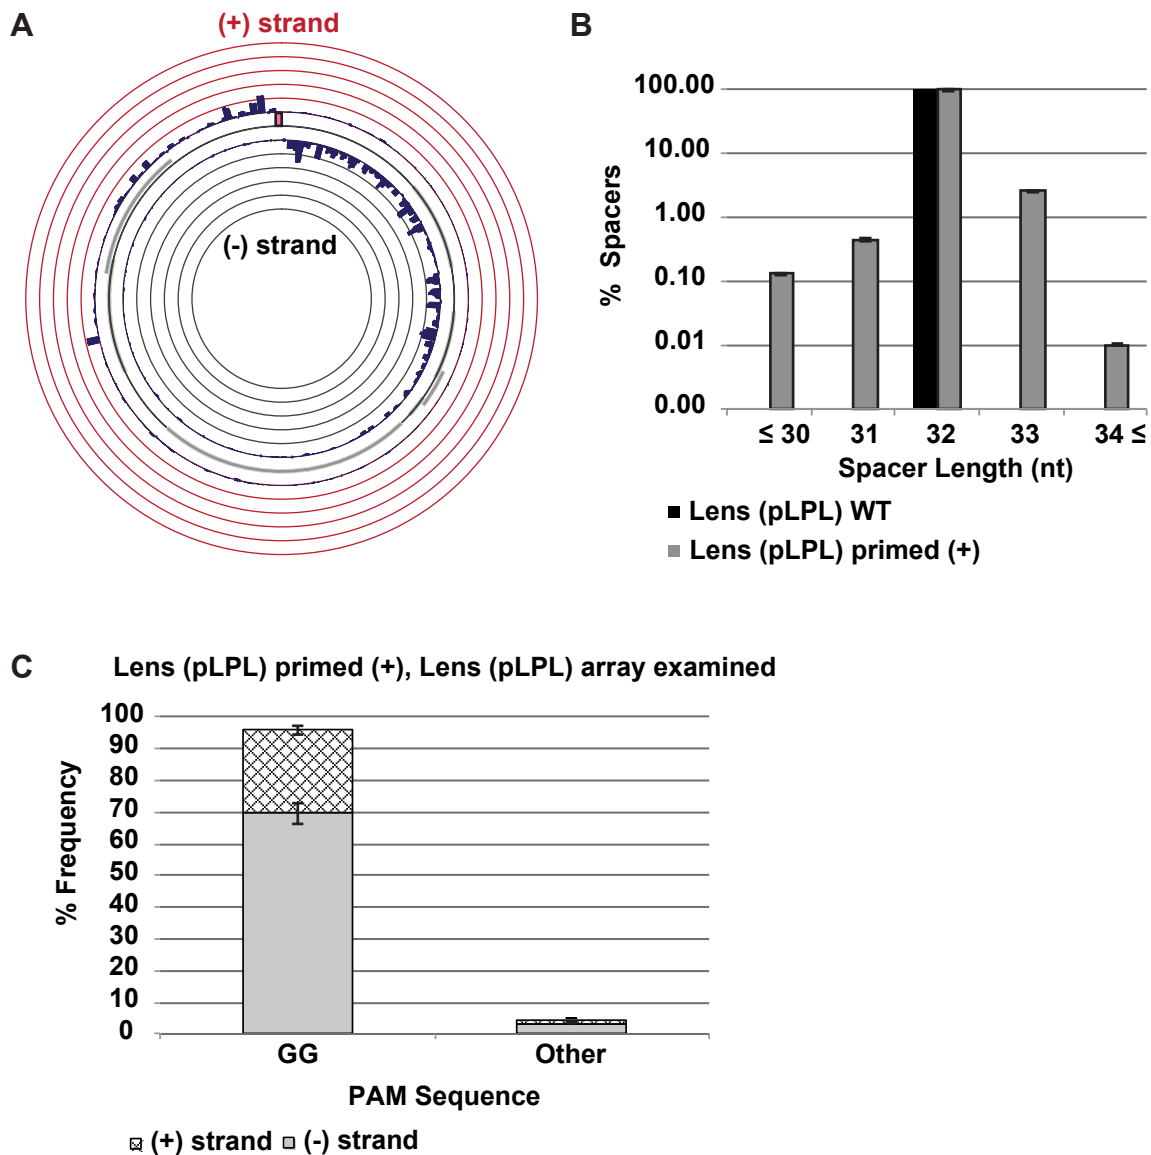 A
(+) strand
(-) strand
B
% Spacers
100.00
10.00
1.00
0.10
0.01
0.00
≤ 30 31 32 33 34 ≤
Spacer Length (nt)
Lens (pLPL) WT
Lens (pLPL) primed (+)
C
Lens (pLPL) primed (+), Lens (pLPL) array examined
% Frequency
100
90
80
70
60
50
40
30
20
10
0
GG Other
PAM Sequence
(+) strand (-) strand